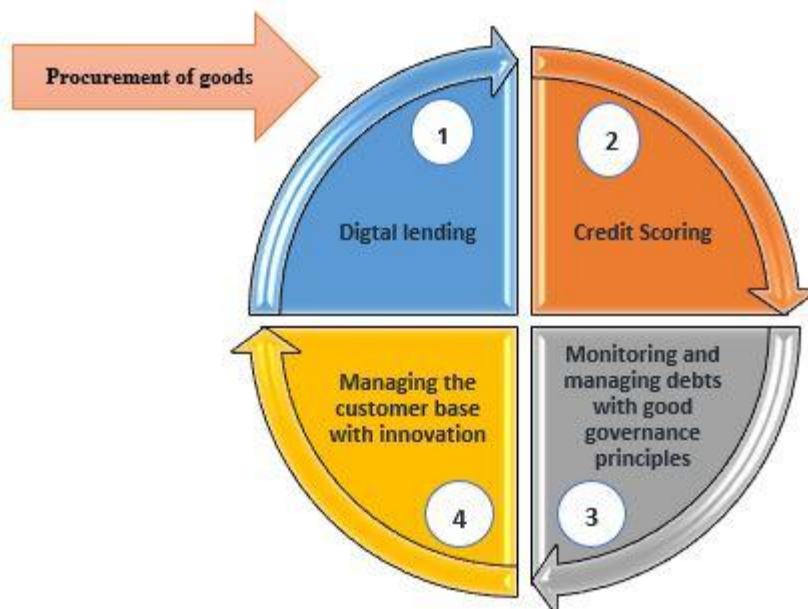 Procurement of goods
1
Digtal lending
2
Credit Scoring
Monitoring and
managing debts
with good
governance
principles
3
Managing the
customer base
with innovation
4